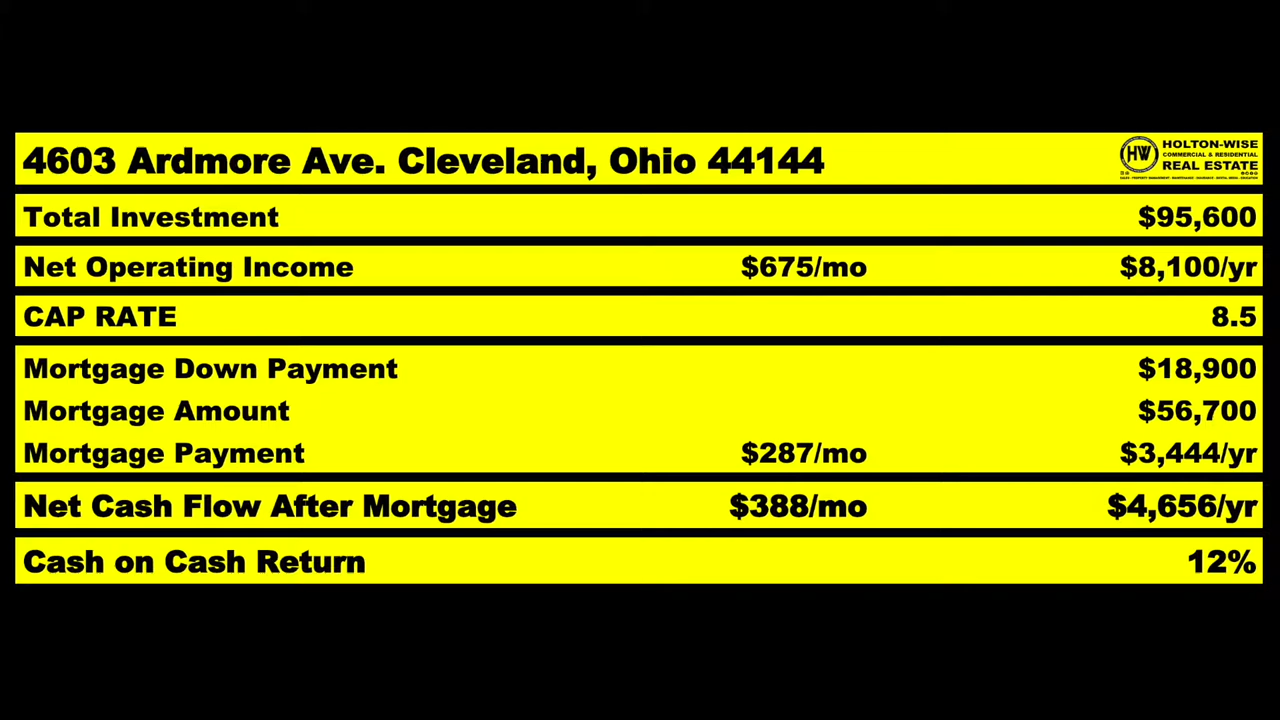 4603 Ardmore Ave. Cleveland, Ohio 44144
HW
HOLTON-WISE
COMMERCIAL & RESIDENTIAL
REAL ESTATE
Total Investment $95,600
Net Operating Income $675/mo $8,100/yr
CAP RATE 8.5
Mortgage Down Payment $18,900
Mortgage Amount $56,700
Mortgage Payment $287/mo $3,444/yr
Net Cash Flow After Mortgage $388/mo $4,656/yr
Cash on Cash Return 12%